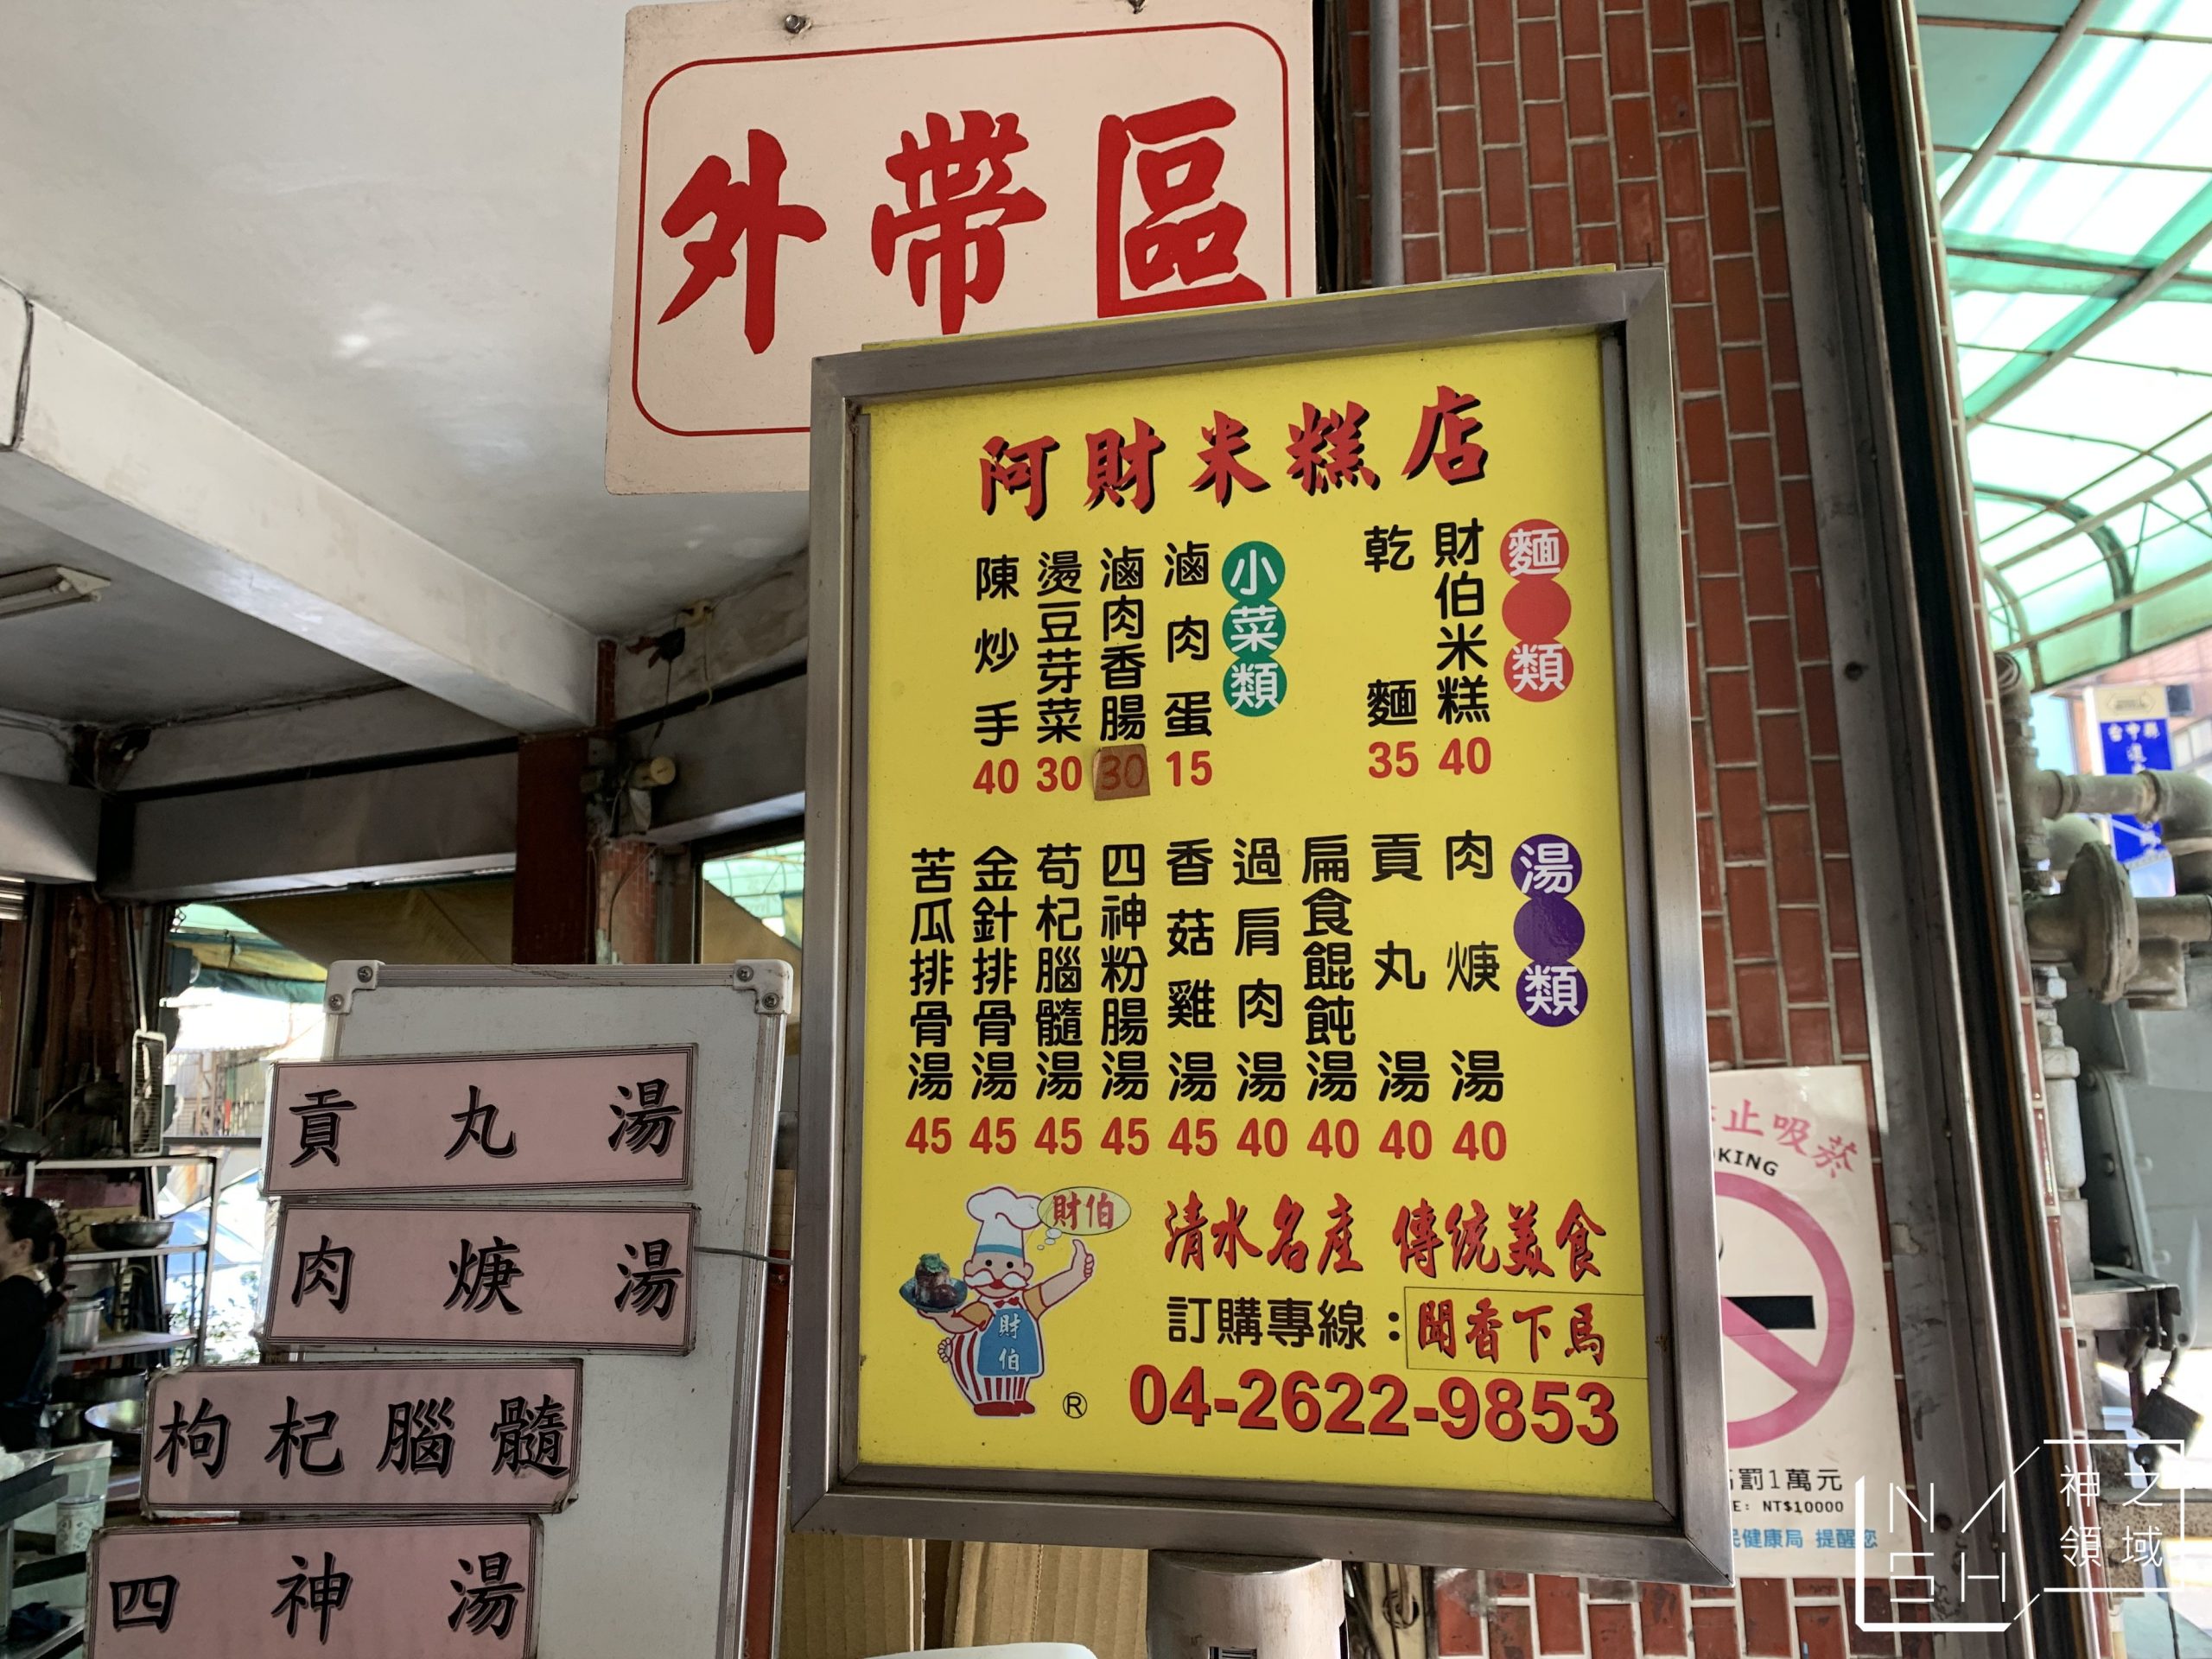 外帶區
阿財米糕店
麵類
財伯米糕 40
乾麵 35
小菜類
滷肉蛋 15
滷肉香腸 30
燙豆芽菜 30
陳炒手 40
湯類
肉焿湯 40
貢丸湯 40
扁食餛飩湯 40
過肩肉湯 40
香菇雞湯 45
四神粉腸湯 45
苟杞腦髓湯 45
金針排骨湯 45
苦瓜排骨湯 45
財伯
財伯
®
清水名產 傳統美食
訂購專線：聞香下馬
04-2622-9853
貢丸湯
肉焿湯
枸杞腦髓
四神湯
止吸菸
KING
罰1萬元
NT$10000
健康局 提醒您
台中縣
NASH
神之
領域